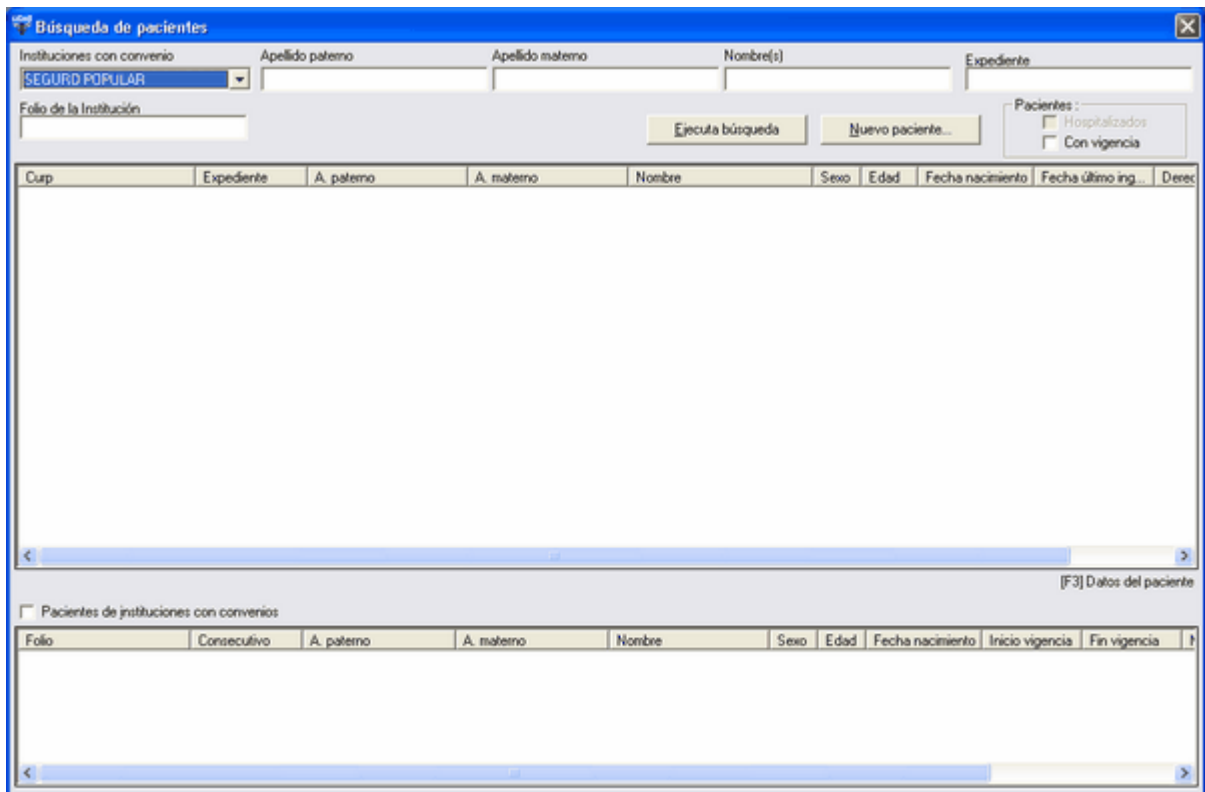 Búsqueda de pacientes
Instituciones con convenio Apellido paterno Apellido materno Nombre(s) Expediente
SEGURO POPULAR
Folio de la Institución
Ejecuta búsqueda Nuevo paciente...
Pacientes :
Hospitalizados
Con vigencia
Curp Expediente A. paterno A. materno Nombre Sexo Edad Fecha nacimiento Fecha último ing... Derec
[F3] Datos del paciente
Pacientes de instituciones con convenios
Folio Consecutivo A. paterno A. materno Nombre Sexo Edad Fecha nacimiento Inicio vigencia Fin vigencia